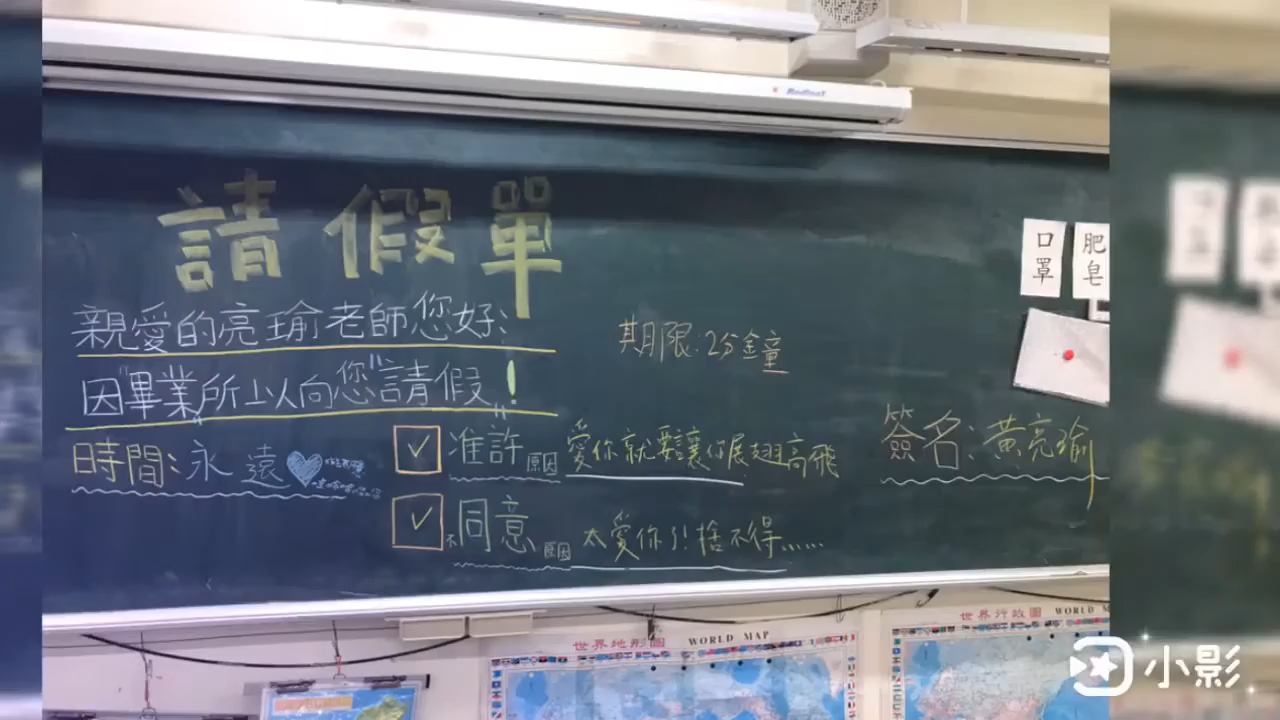 Redleaf
請假單
親愛的亮瑜老師您好:
因"畢業"所以向您"請假"!
時間:永遠
期限:25分鐘
✓ 准許 原因 愛你就要讓你展翅高飛
✓ 不同意 原因 太愛你了!捨不得......
簽名:黃亮瑜
口罩
肥皂
世界地形圖 WORLD MAP
世界行政圖 WORLD M
小影